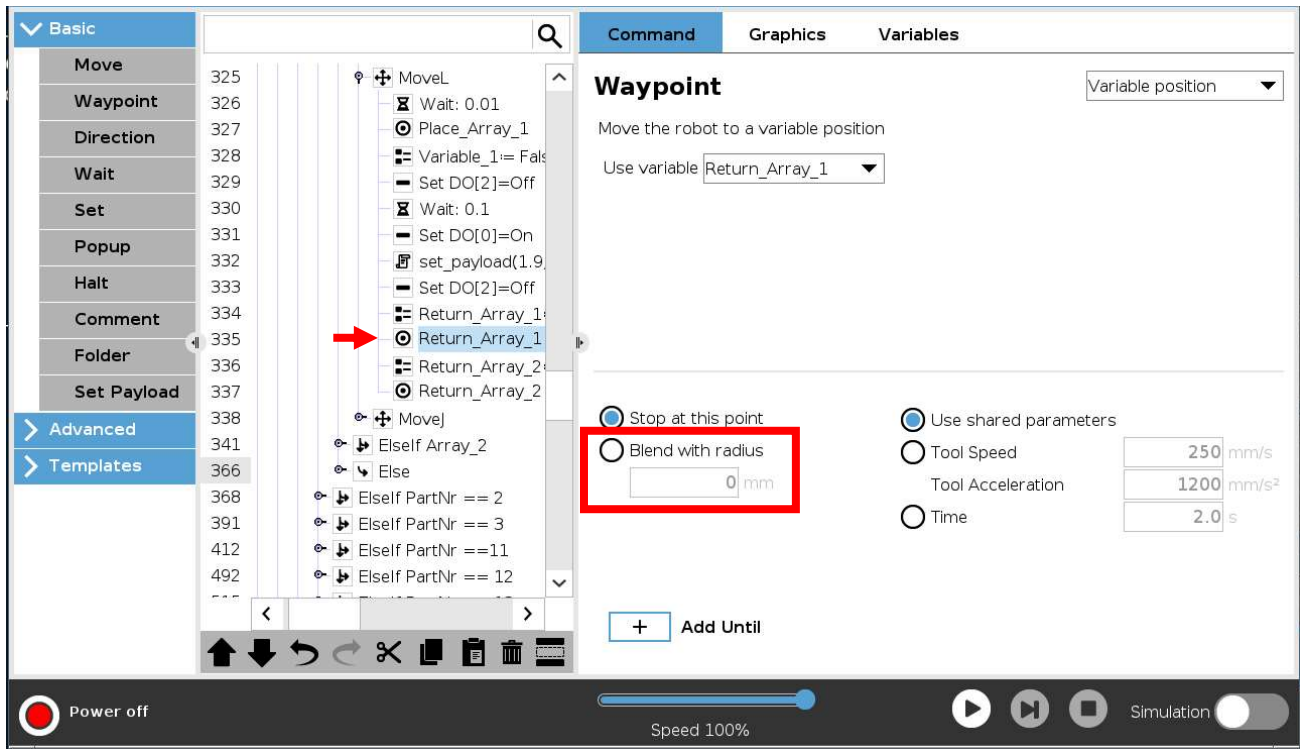 Basic
Move
Waypoint
Direction
Wait
Set
Popup
Halt
Comment
Folder
Set Payload
Advanced
Templates
325 MoveL
326 Wait: 0.01
327 Place_Array_1
328 Variable_1≔ Fals
329 Set DO[2]=Off
330 Wait: 0.1
331 Set DO[0]=On
332 set_payload(1.9,
333 Set DO[2]=Off
334 Return_Array_1
335 Return_Array_1
336 Return_Array_2
337 Return_Array_2
338 MoveJ
341 ElseIf Array_2
366 Else
368 ElseIf PartNr == 2
391 ElseIf PartNr == 3
412 ElseIf PartNr ==11
492 ElseIf PartNr == 12
Command Graphics Variables
Waypoint
Variable position
Move the robot to a variable position
Use variable Return_Array_1
Stop at this point
Blend with radius
0 mm
Use shared parameters
Tool Speed 250 mm/s
Tool Acceleration 1200 mm/s²
Time 2.0 s
+ Add Until
Power off
Speed 100%
Simulation